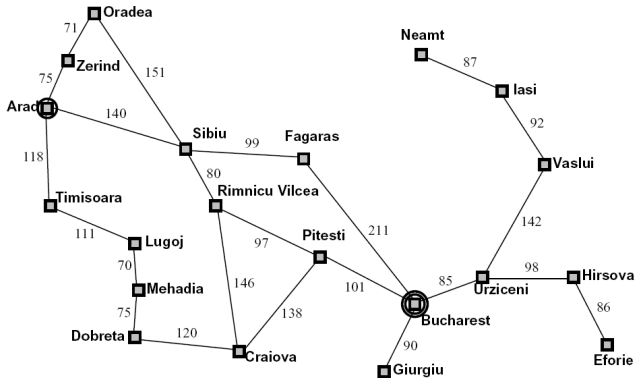 Oradea
71
Neamt
Zerind
87
75
151
Iasi
Arad
140
92
Sibiu
Fagaras
99
118
Vaslui
80
Rimnicu Vilcea
Timisoara
142
211
111
Lugoj
97
Pitesti
70
98
Hirsova
146
101
85
Urziceni
Mehadia
138
86
75
Bucharest
120
Dobreta
90
Craiova
Eforie
Giurgiu